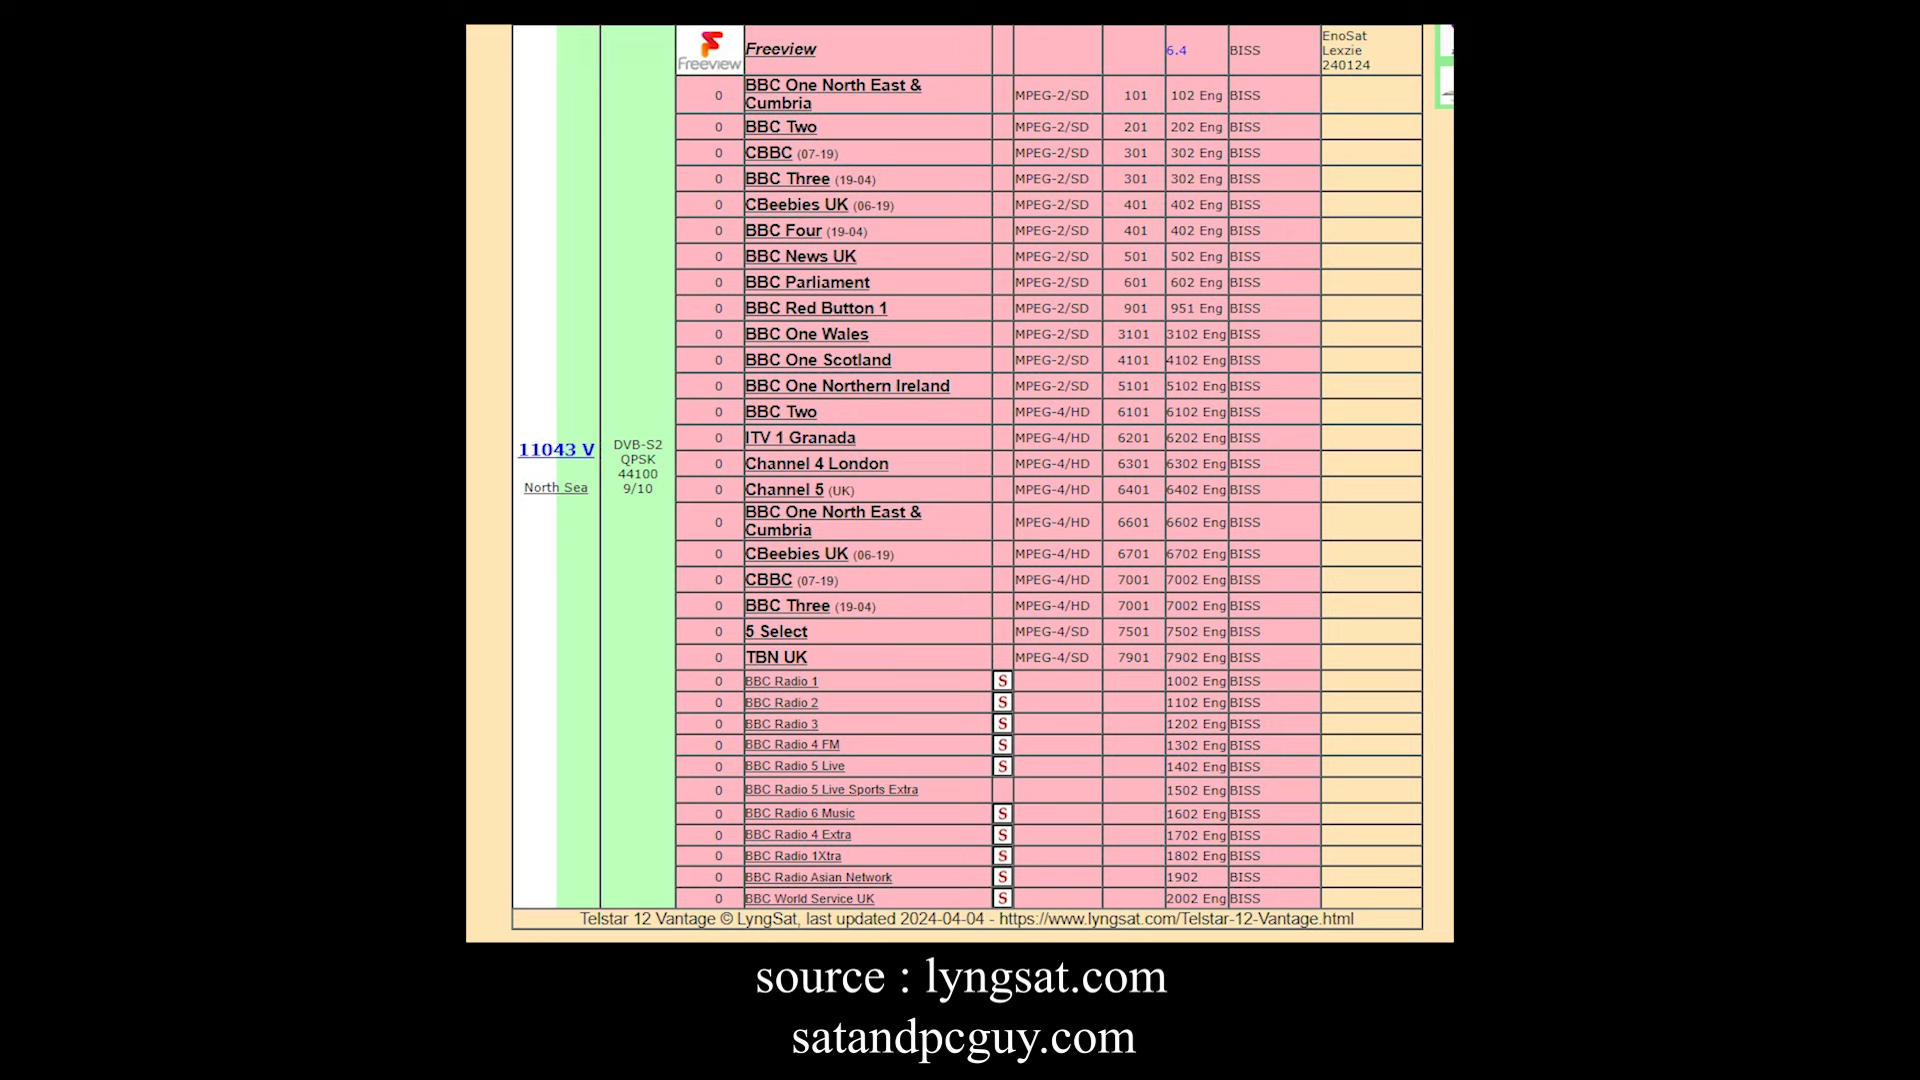 Freeview Freeview 6.4 BISS EnoSat Lexzie 240124
0 BBC One North East & Cumbria MPEG-2/SD 101 102 Eng BISS
0 BBC Two MPEG-2/SD 201 202 Eng BISS
0 CBBC (07-19) MPEG-2/SD 301 302 Eng BISS
0 BBC Three (19-04) MPEG-2/SD 301 302 Eng BISS
0 CBeebies UK (06-19) MPEG-2/SD 401 402 Eng BISS
0 BBC Four (19-04) MPEG-2/SD 401 402 Eng BISS
0 BBC News UK MPEG-2/SD 501 502 Eng BISS
0 BBC Parliament MPEG-2/SD 601 602 Eng BISS
0 BBC Red Button 1 MPEG-2/SD 901 951 Eng BISS
0 BBC One Wales MPEG-2/SD 3101 3102 Eng BISS
0 BBC One Scotland MPEG-2/SD 4101 4102 Eng BISS
0 BBC One Northern Ireland MPEG-2/SD 5101 5102 Eng BISS
0 BBC Two MPEG-4/HD 6101 6102 Eng BISS
0 ITV 1 Granada MPEG-4/HD 6201 6202 Eng BISS
11043 V
North Sea
DVB-S2
QPSK
44100
9/10
0 Channel 4 London MPEG-4/HD 6301 6302 Eng BISS
0 Channel 5 (UK) MPEG-4/HD 6401 6402 Eng BISS
0 BBC One North East & Cumbria MPEG-4/HD 6601 6602 Eng BISS
0 CBeebies UK (06-19) MPEG-4/HD 6701 6702 Eng BISS
0 CBBC (07-19) MPEG-4/HD 7001 7002 Eng BISS
0 BBC Three (19-04) MPEG-4/HD 7001 7002 Eng BISS
0 5 Select MPEG-4/SD 7501 7502 Eng BISS
0 TBN UK MPEG-4/SD 7901 7902 Eng BISS
0 BBC Radio 1 S 1002 Eng BISS
0 BBC Radio 2 S 1102 Eng BISS
0 BBC Radio 3 S 1202 Eng BISS
0 BBC Radio 4 FM S 1302 Eng BISS
0 BBC Radio 5 Live S 1402 Eng BISS
0 BBC Radio 5 Live Sports Extra 1502 Eng BISS
0 BBC Radio 6 Music S 1602 Eng BISS
0 BBC Radio 4 Extra S 1702 Eng BISS
0 BBC Radio 1Xtra S 1802 Eng BISS
0 BBC Radio Asian Network S 1902 BISS
0 BBC World Service UK S 2002 Eng BISS
Telstar 12 Vantage © LyngSat, last updated 2024-04-04 - https://www.lyngsat.com/Telstar-12-Vantage.html
source : lyngsat.com
satandpcguy.com